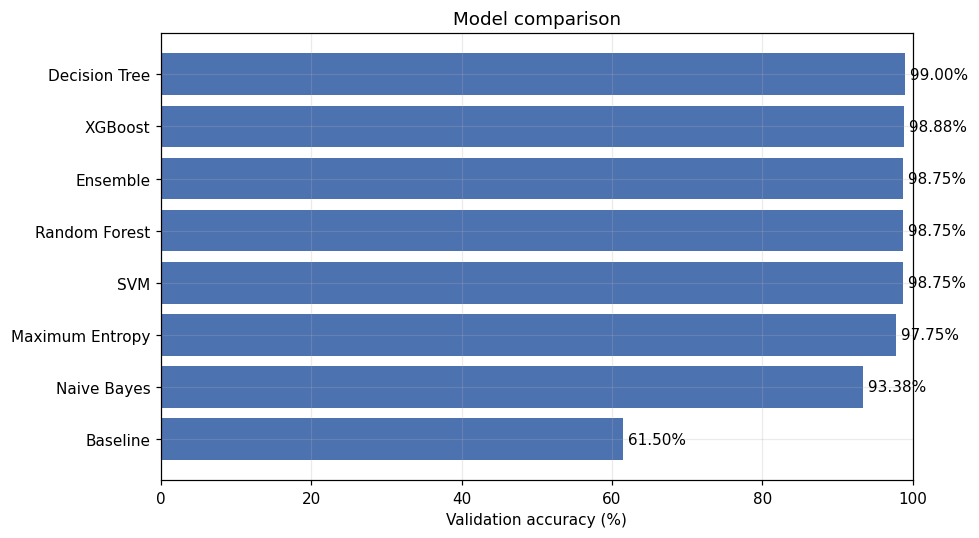 Model comparison
Decision Tree 99.00%
XGBoost 98.88%
Ensemble 98.75%
Random Forest 98.75%
SVM 98.75%
Maximum Entropy 97.75%
Naive Bayes 93.38%
Baseline 61.50%
0 20 40 60 80 100
Validation accuracy (%)